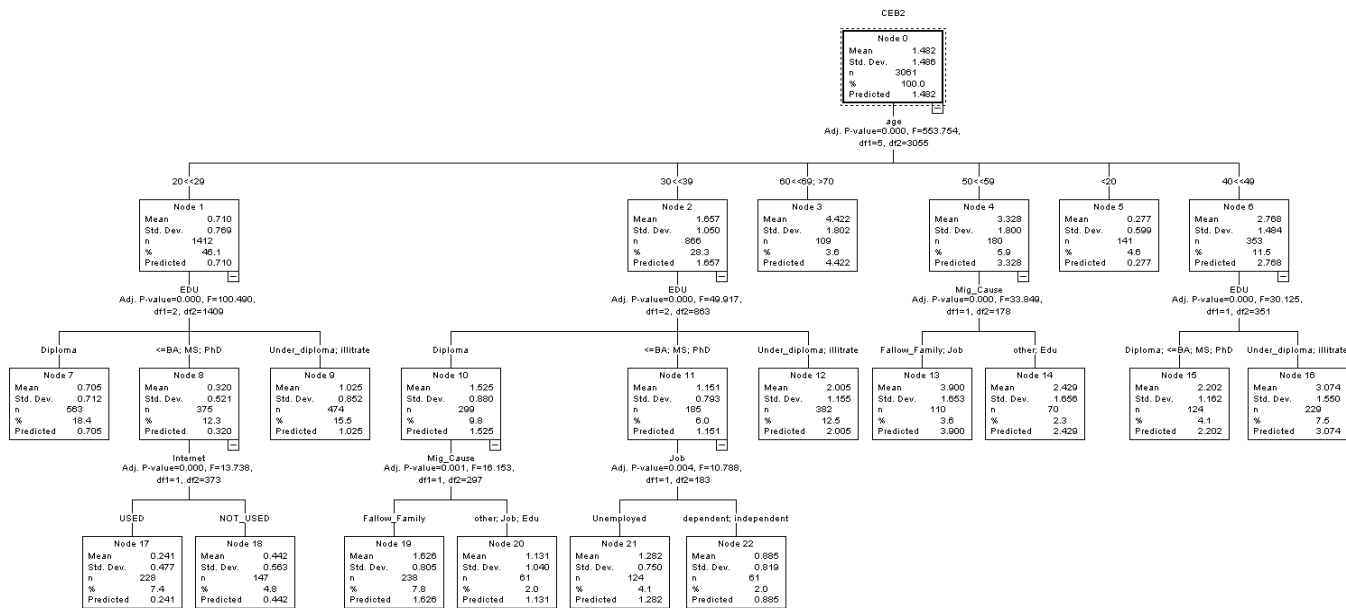 CEB2
Node 0
Mean 1.482
Std. Dev. 1.486
n 3061
% 100.0
Predicted 1.482
age
Adj. P-value=0.000, F=553.754,
df1=5, df2=3055
20<<29
30<<39
60<<69; >70
50<<59
<20
40<<49
Node 1
Mean 0.710
Std. Dev. 0.769
n 1412
% 46.1
Predicted 0.710
Node 2
Mean 1.657
Std. Dev. 1.050
n 866
% 28.3
Predicted 1.657
Node 3
Mean 4.422
Std. Dev. 1.802
n 109
% 3.6
Predicted 4.422
Node 4
Mean 3.328
Std. Dev. 1.800
n 180
% 5.9
Predicted 3.328
Node 5
Mean 0.277
Std. Dev. 0.599
n 141
% 4.6
Predicted 0.277
Node 6
Mean 2.768
Std. Dev. 1.484
n 353
% 11.5
Predicted 2.768
EDU
Adj. P-value=0.000, F=100.490,
df1=2, df2=1409
EDU
Adj. P-value=0.000, F=49.917,
df1=2, df2=863
Mig_Cause
Adj. P-value=0.000, F=33.849,
df1=1, df2=178
EDU
Adj. P-value=0.000, F=30.125,
df1=1, df2=351
Diploma
<=BA; MS; PhD
Under_diploma; illitrate
Diploma
<=BA; MS; PhD
Under_diploma; illitrate
Fallow_Family; Job
other; Edu
Diploma; <=BA; MS; PhD
Under_diploma; illitrate
Node 7
Mean 0.705
Std. Dev. 0.712
n 563
% 18.4
Predicted 0.705
Node 8
Mean 0.320
Std. Dev. 0.521
n 375
% 12.3
Predicted 0.320
Node 9
Mean 1.025
Std. Dev. 0.852
n 474
% 15.5
Predicted 1.025
Node 10
Mean 1.525
Std. Dev. 0.880
n 299
% 9.8
Predicted 1.525
Node 11
Mean 1.151
Std. Dev. 0.793
n 185
% 6.0
Predicted 1.151
Node 12
Mean 2.005
Std. Dev. 1.155
n 382
% 12.5
Predicted 2.005
Node 13
Mean 3.900
Std. Dev. 1.653
n 110
% 3.6
Predicted 3.900
Node 14
Mean 2.429
Std. Dev. 1.656
n 70
% 2.3
Predicted 2.429
Node 15
Mean 2.202
Std. Dev. 1.162
n 124
% 4.1
Predicted 2.202
Node 16
Mean 3.074
Std. Dev. 1.550
n 229
% 7.5
Predicted 3.074
Internet
Adj. P-value=0.000, F=13.738,
df1=1, df2=373
Mig_Cause
Adj. P-value=0.001, F=16.153,
df1=1, df2=297
Job
Adj. P-value=0.004, F=10.788,
df1=1, df2=183
USED
NOT_USED
Fallow_Family
other; Job; Edu
Unemployed
dependent; independent
Node 17
Mean 0.241
Std. Dev. 0.477
n 228
% 7.4
Predicted 0.241
Node 18
Mean 0.442
Std. Dev. 0.563
n 147
% 4.8
Predicted 0.442
Node 19
Mean 1.626
Std. Dev. 0.805
n 238
% 7.8
Predicted 1.626
Node 20
Mean 1.131
Std. Dev. 1.040
n 61
% 2.0
Predicted 1.131
Node 21
Mean 1.282
Std. Dev. 0.750
n 124
% 4.1
Predicted 1.282
Node 22
Mean 0.885
Std. Dev. 0.819
n 61
% 2.0
Predicted 0.885